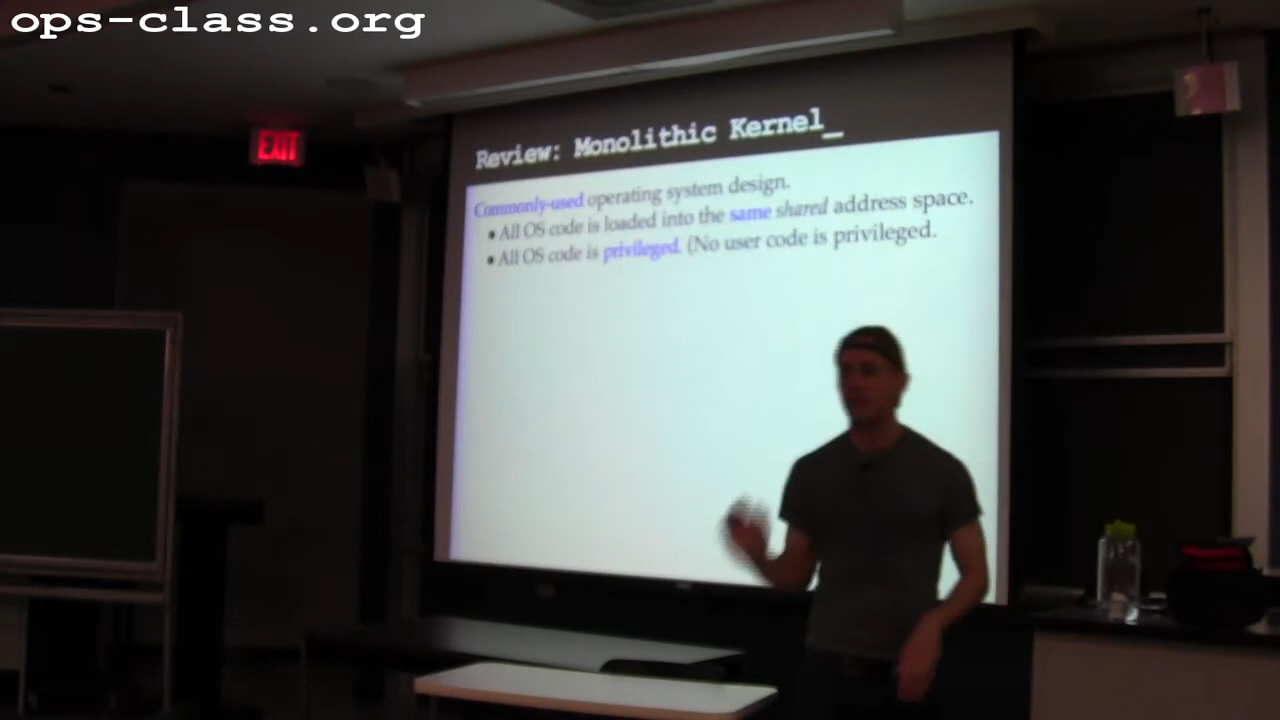 ops-class.org
EXIT
Review: Monolithic Kernel_
Commonly-used operating system design.
• All OS code is loaded into the same shared address space.
• All OS code is privileged. (No user code is privileged.